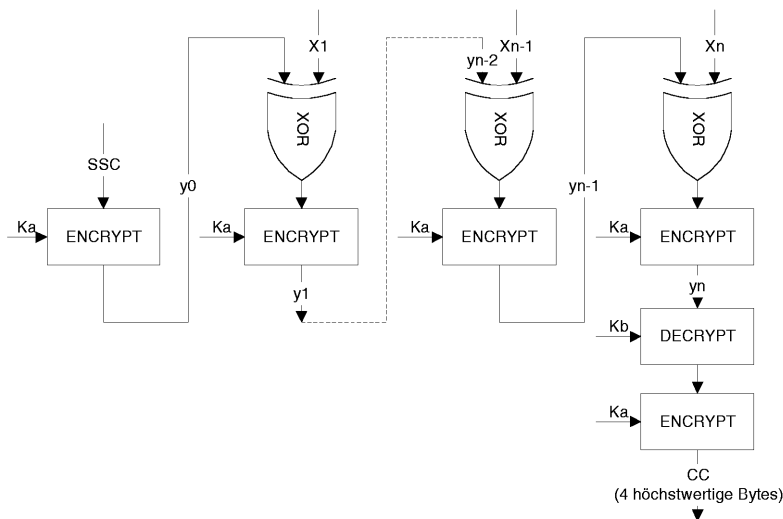 X1
Xn-1
Xn
yn-2
XOR
XOR
XOR
SSC
y0
yn-1
Ka
ENCRYPT
Ka
ENCRYPT
Ka
ENCRYPT
Ka
ENCRYPT
y1
yn
Kb
DECRYPT
Ka
ENCRYPT
CC
(4 höchstwertige Bytes)